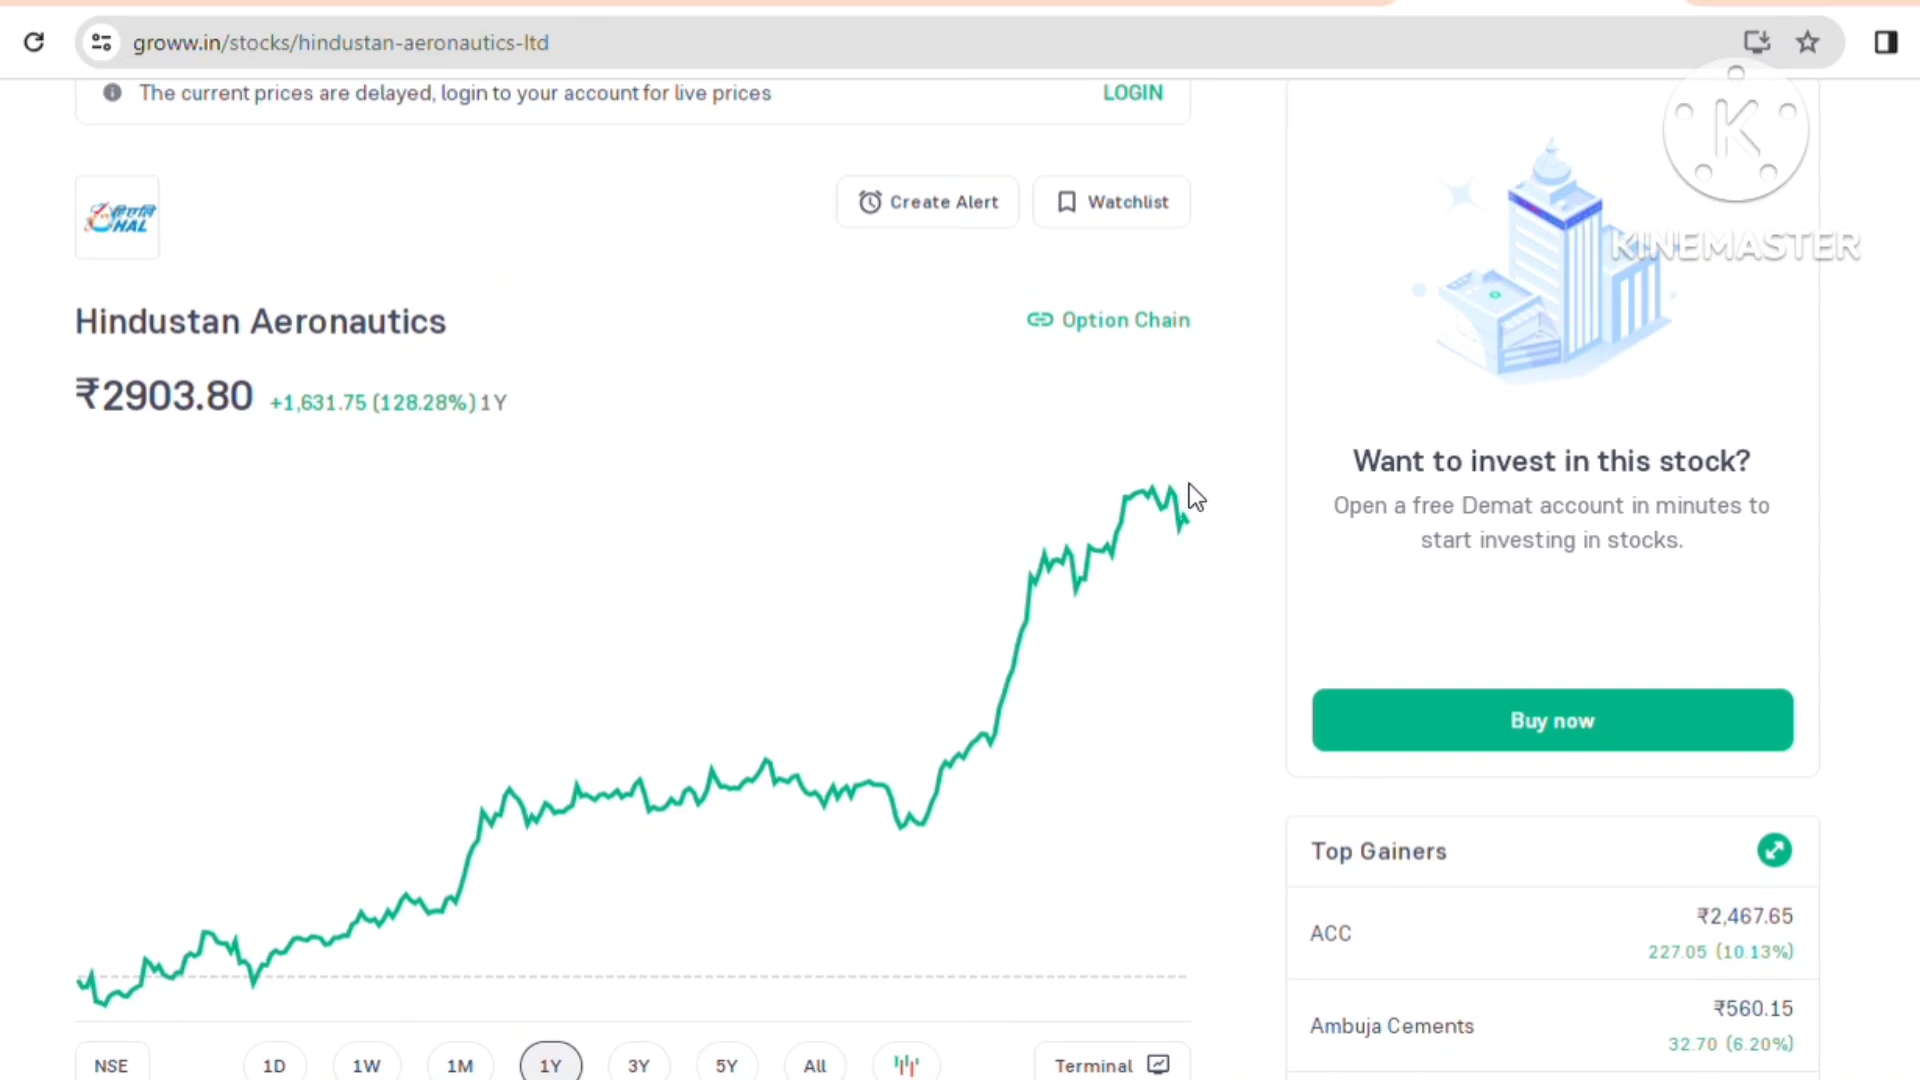 groww.in/stocks/hindustan-aeronautics-ltd
The current prices are delayed, login to your account for live prices
LOGIN
K
KINEMASTER
HAL
Create Alert
Watchlist
Hindustan Aeronautics
Option Chain
₹2903.80 +1,631.75 (128.28%) 1Y
Want to invest in this stock?
Open a free Demat account in minutes to
start investing in stocks.
Buy now
Top Gainers
ACC
₹2,467.65
227.05 (10.13%)
Ambuja Cements
₹560.15
32.70 (6.20%)
NSE
1D
1W
1M
1Y
3Y
5Y
All
Terminal